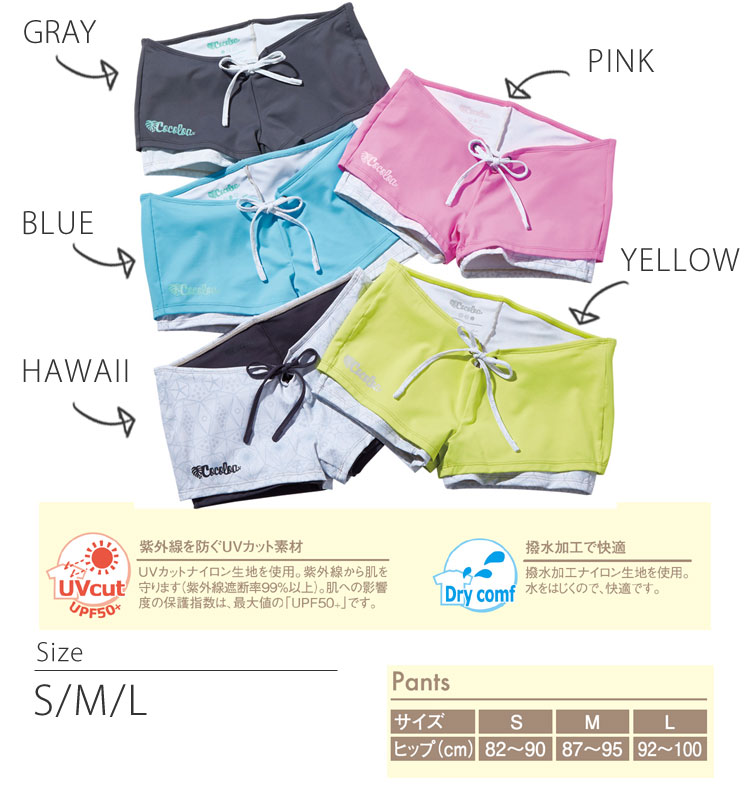 GRAY
PINK
BLUE
YELLOW
HAWAII
Cocoloa
Cocoloa
Cocoloa
Cocoloa
Cocoloa
UVcut
UPF50+
紫外線を防ぐUVカット素材
UVカットナイロン生地を使用。紫外線から肌を
守ります(紫外線遮断率99%以上)。肌への影響
度の保護指数は、最大値の「UPF50+」です。
Dry comf
撥水加工で快適
撥水加工ナイロン生地を使用。
水をはじくので、快適です。
Size
S/M/L
Pants
サイズ S M L
ヒップ(cm) 82〜90 87〜95 92〜100